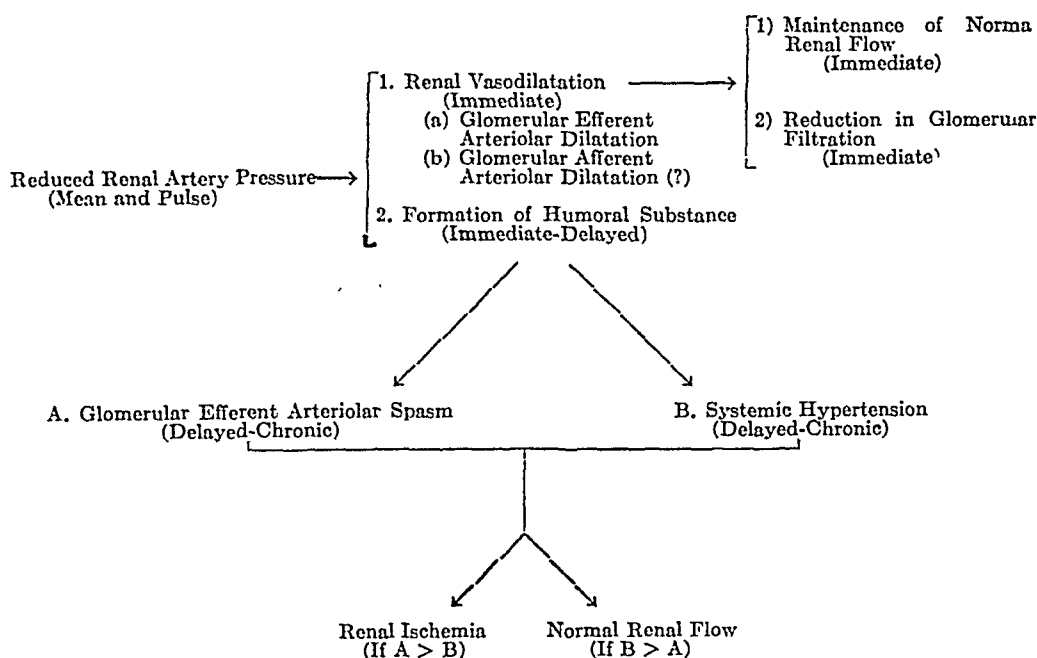 1) Maintenance of Norma
Renal Flow
(Immediate)
1. Renal Vasodilatation
(Immediate)
(a) Glomerular Efferent
Arteriolar Dilatation
(b) Glomerular Afferent
Arteriolar Dilatation (?)
2) Reduction in Glomerular
Filtration
(Immediate)
Reduced Renal Artery Pressure
(Mean and Pulse)
2. Formation of Humoral Substance
(Immediate-Delayed)
A. Glomerular Efferent Arteriolar Spasm
(Delayed-Chronic)
B. Systemic Hypertension
(Delayed-Chronic)
Renal Ischemia
(If A > B)
Normal Renal Flow
(If B > A)